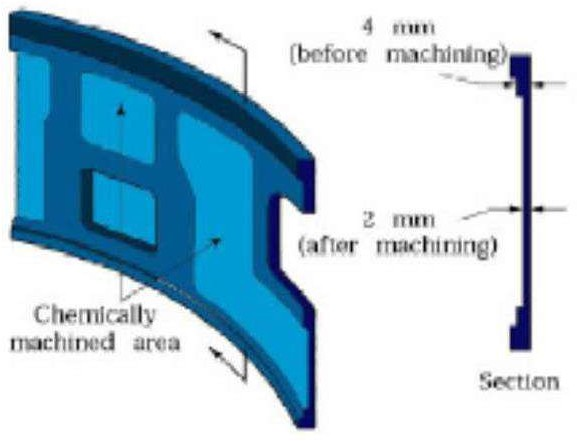 4 mm
(before machining)
2 mm
(after machining)
Chemically
machined area
Section